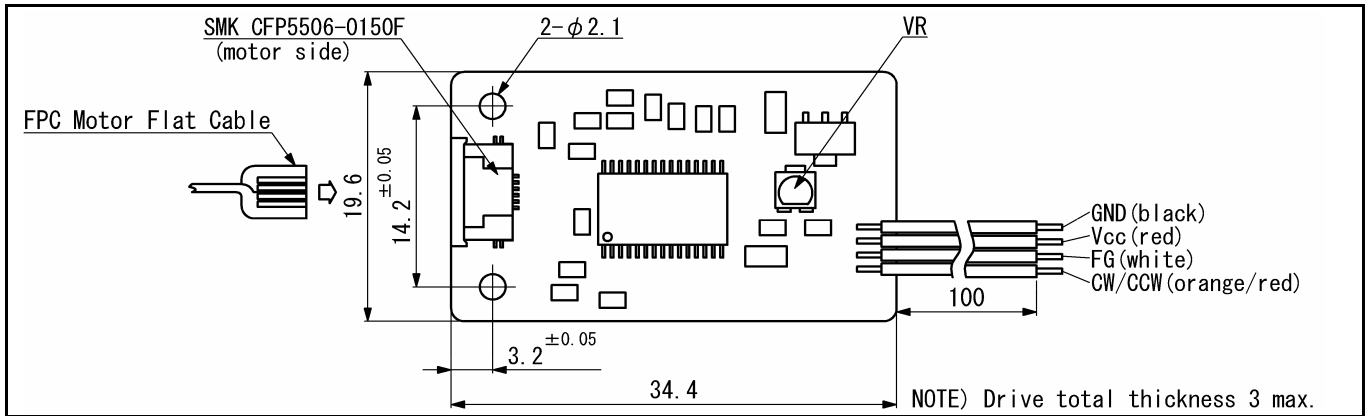 SMK CFP5506-0150F
(motor side)
2-φ2.1
VR
FPC Motor Flat Cable
19.6
14.2 ±0.05
GND(black)
Vcc(red)
FG(white)
CW/CCW(orange/red)
100
3.2 ±0.05
34.4
NOTE) Drive total thickness 3 max.